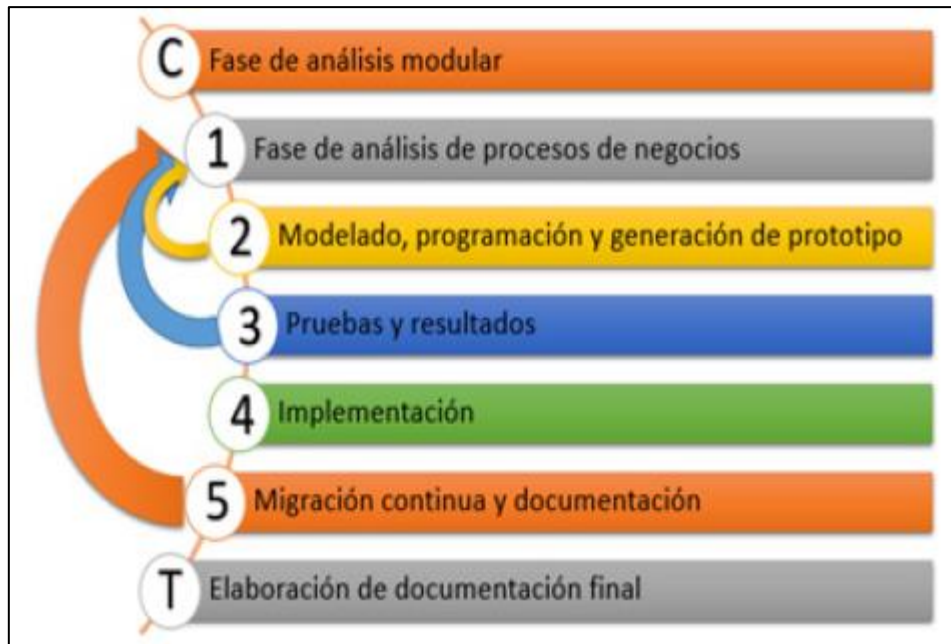 C Fase de análisis modular
1 Fase de análisis de procesos de negocios
2 Modelado, programación y generación de prototipo
3 Pruebas y resultados
4 Implementación
5 Migración continua y documentación
T Elaboración de documentación final